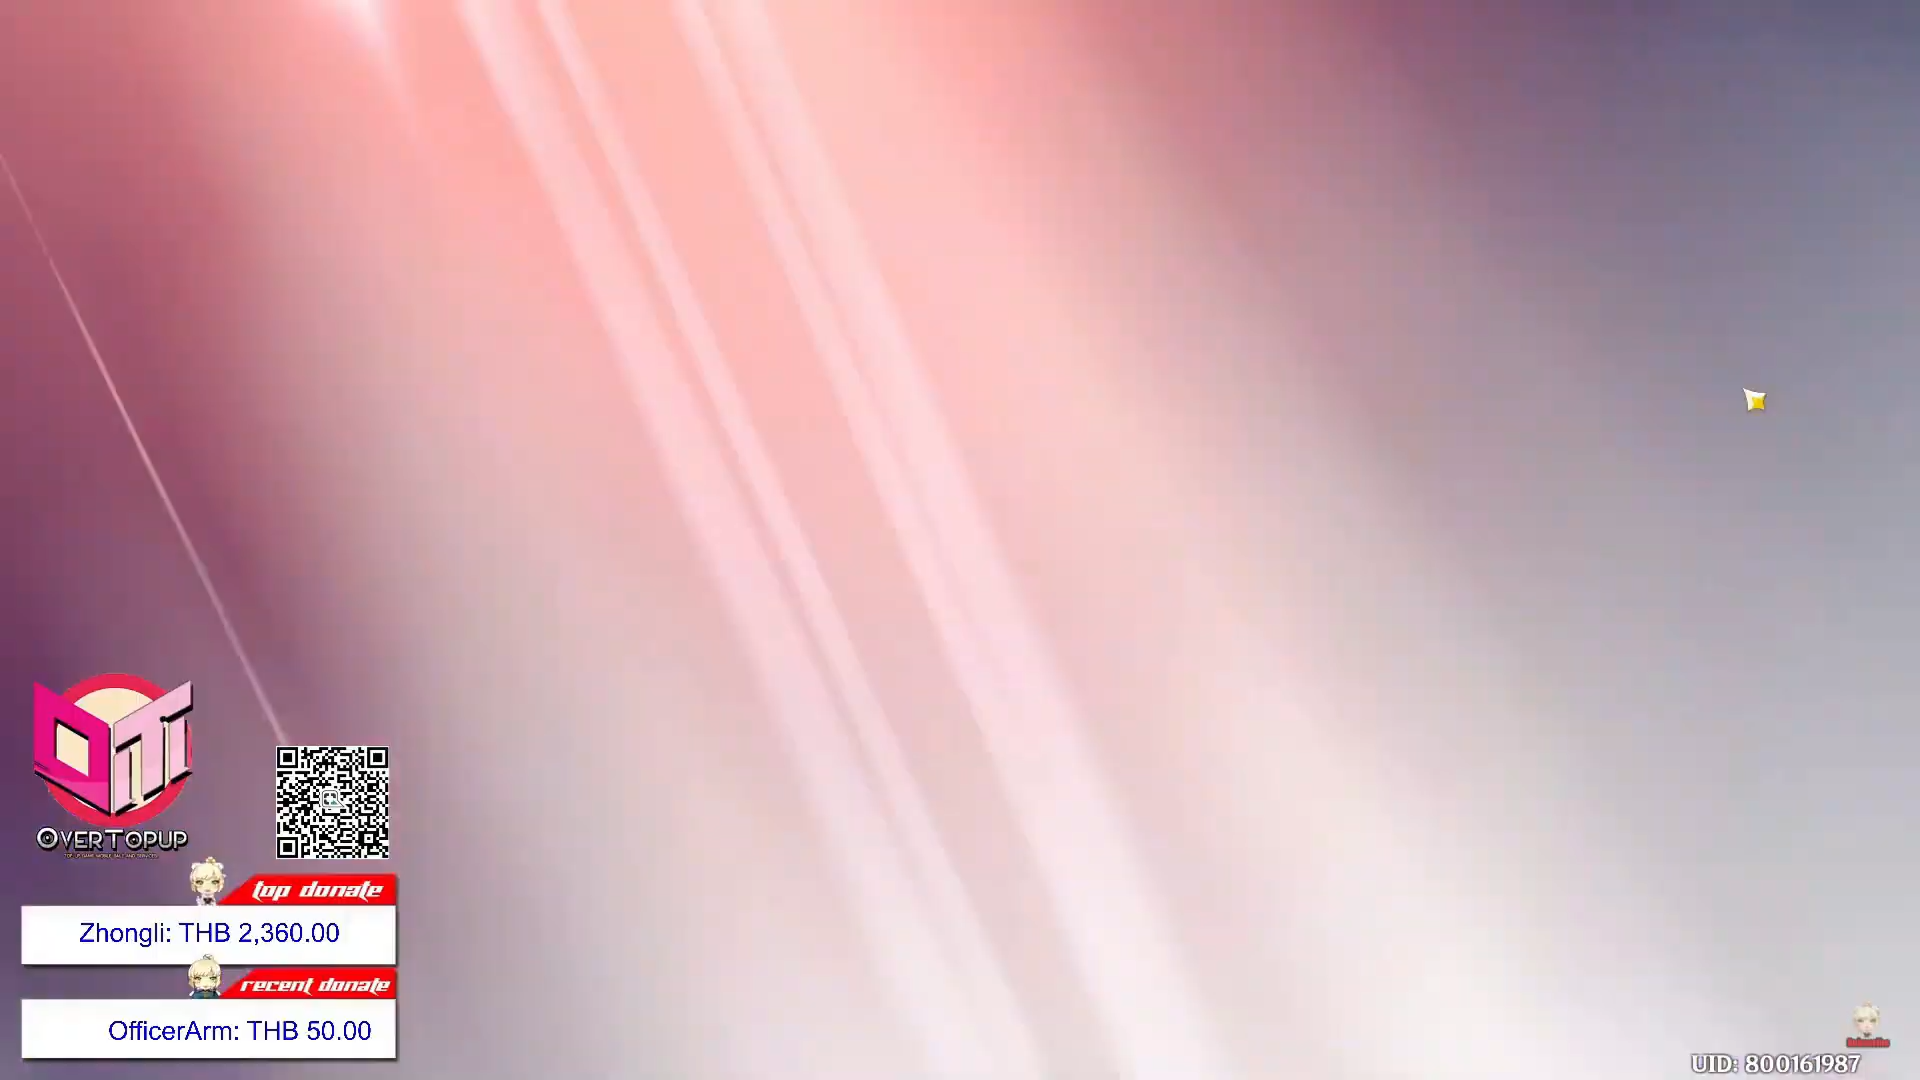 OVERTOPUP
top donate
Zhongli: THB 2,360.00
recent donate
OfficerArm: THB 50.00
UID: 800161987